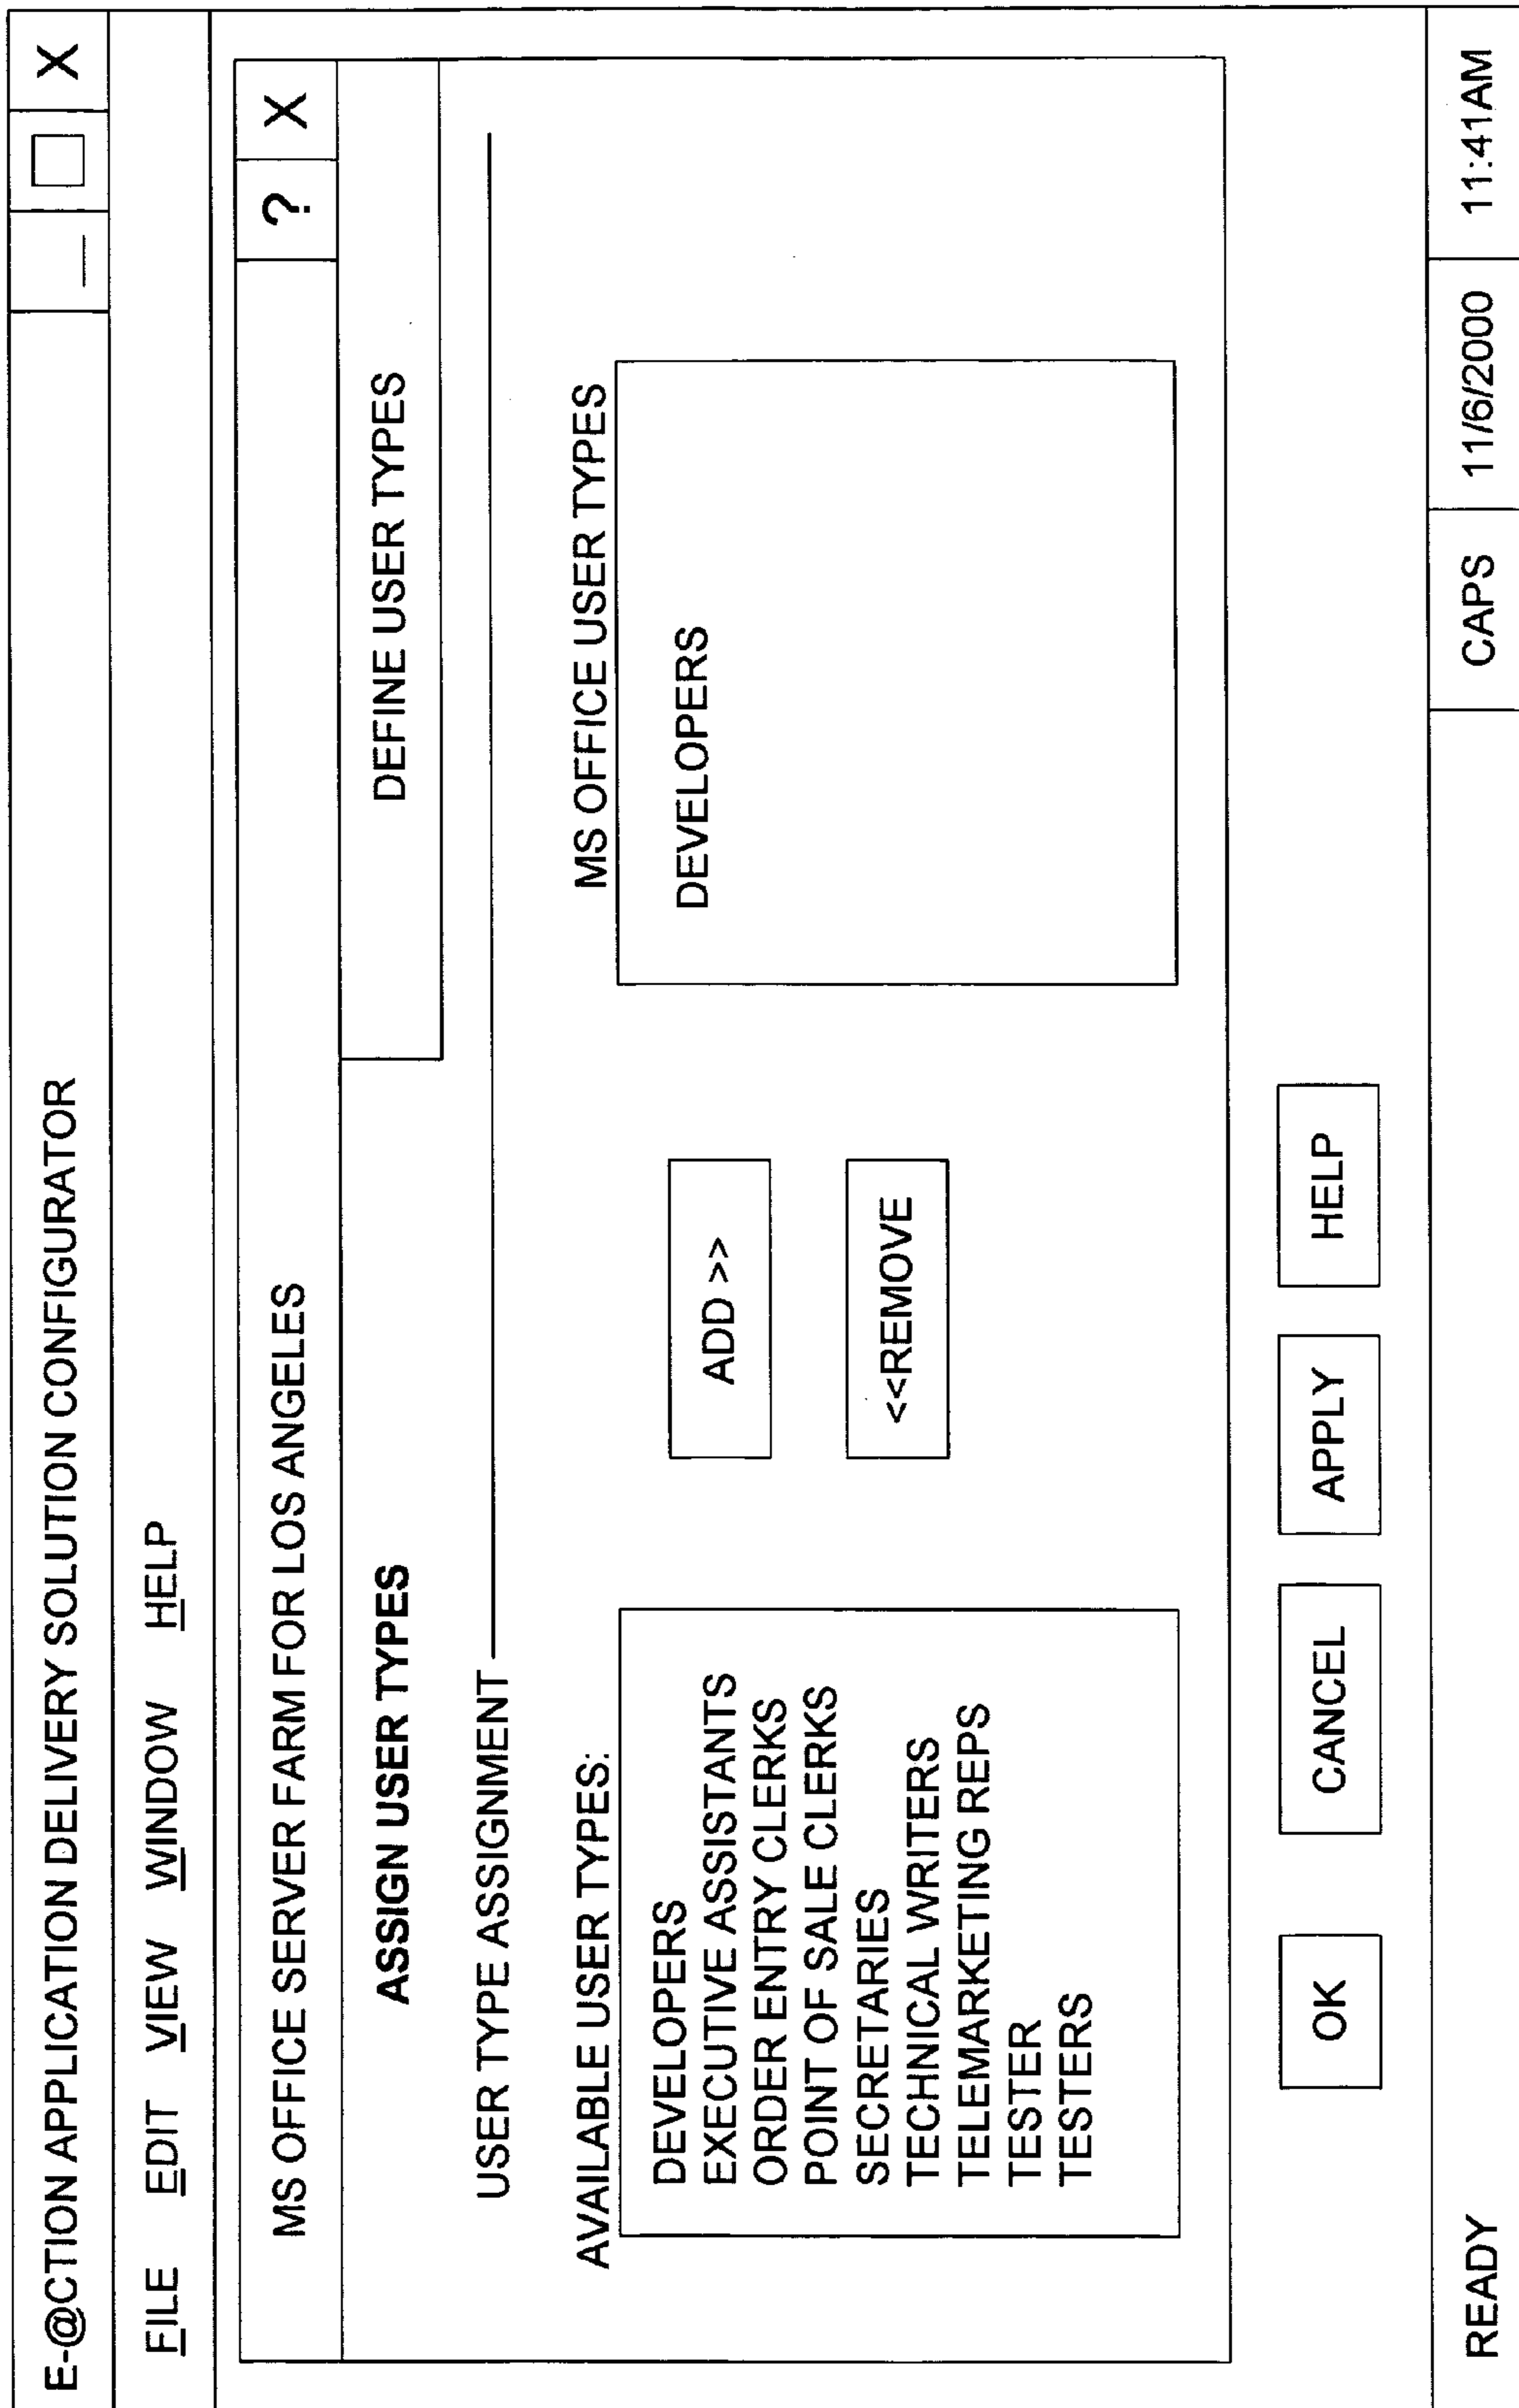 E-@CTION APPLICATION DELIVERY SOLUTION CONFIGURATOR _ X
FILE EDIT VIEW WINDOW HELP
MS OFFICE SERVER FARM FOR LOS ANGELES ? X
ASSIGN USER TYPES DEFINE USER TYPES
USER TYPE ASSIGNMENT
AVAILABLE USER TYPES:
DEVELOPERS
EXECUTIVE ASSISTANTS
ORDER ENTRY CLERKS
POINT OF SALE CLERKS
SECRETARIES
TECHNICAL WRITERS
TELEMARKETING REPS
TESTER
TESTERS
ADD >>
<<REMOVE
MS OFFICE USER TYPES
DEVELOPERS
OK CANCEL APPLY HELP
READY CAPS 11/6/2000 11:41AM